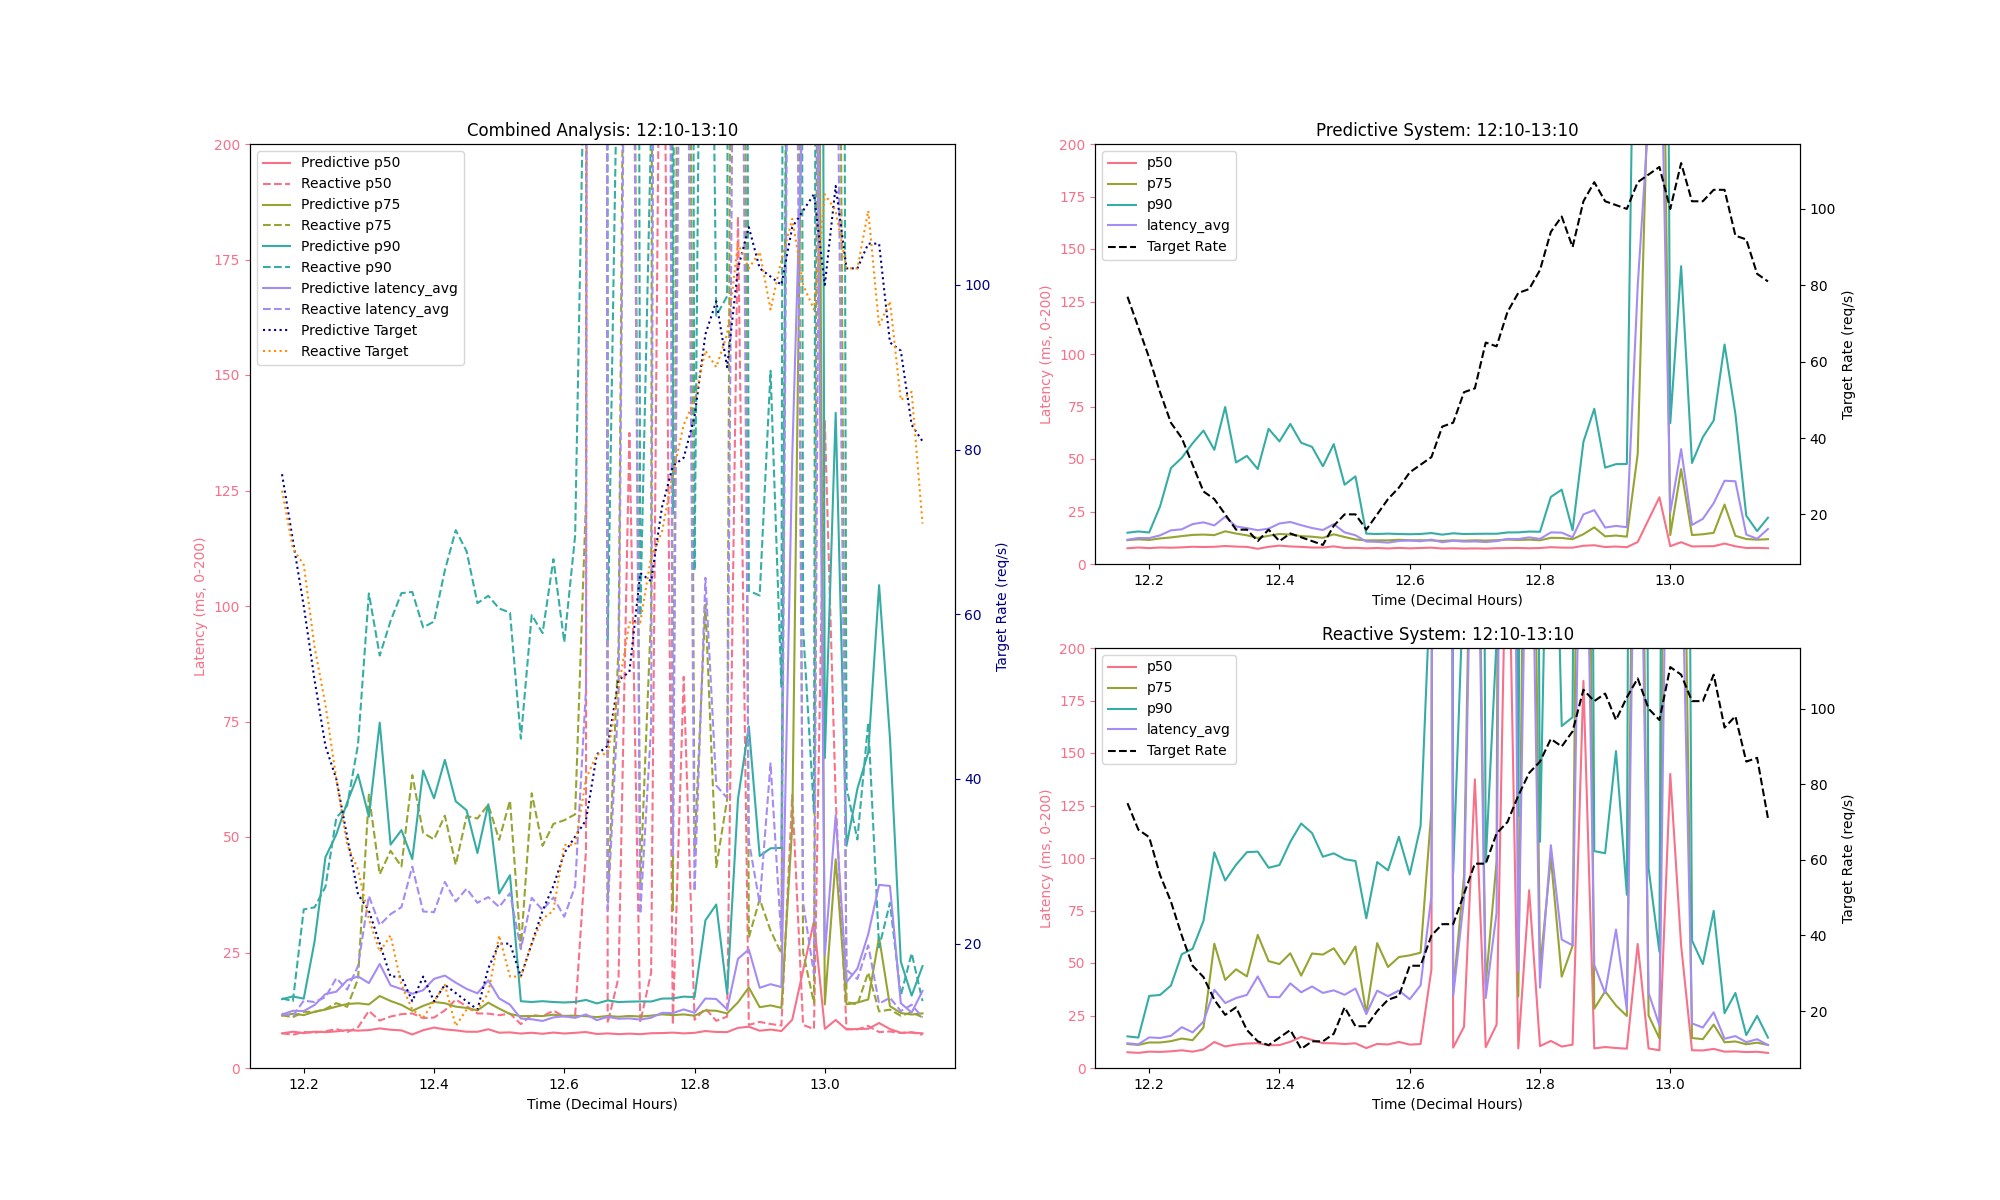 Combined Analysis: 12:10-13:10
200
175
150
125
100
75
50
25
0
Latency (ms, 0-200)
Predictive p50
Reactive p50
Predictive p75
Reactive p75
Predictive p90
Reactive p90
Predictive latency_avg
Reactive latency_avg
Predictive Target
Reactive Target
100
80
60
40
20
Target Rate (req/s)
12.2 12.4 12.6 12.8 13.0
Time (Decimal Hours)
Predictive System: 12:10-13:10
200
175
150
125
100
75
50
25
0
Latency (ms, 0-200)
p50
p75
p90
latency_avg
Target Rate
100
80
60
40
20
Target Rate (req/s)
12.2 12.4 12.6 12.8 13.0
Time (Decimal Hours)
Reactive System: 12:10-13:10
200
175
150
125
100
75
50
25
0
Latency (ms, 0-200)
p50
p75
p90
latency_avg
Target Rate
100
80
60
40
20
Target Rate (req/s)
12.2 12.4 12.6 12.8 13.0
Time (Decimal Hours)